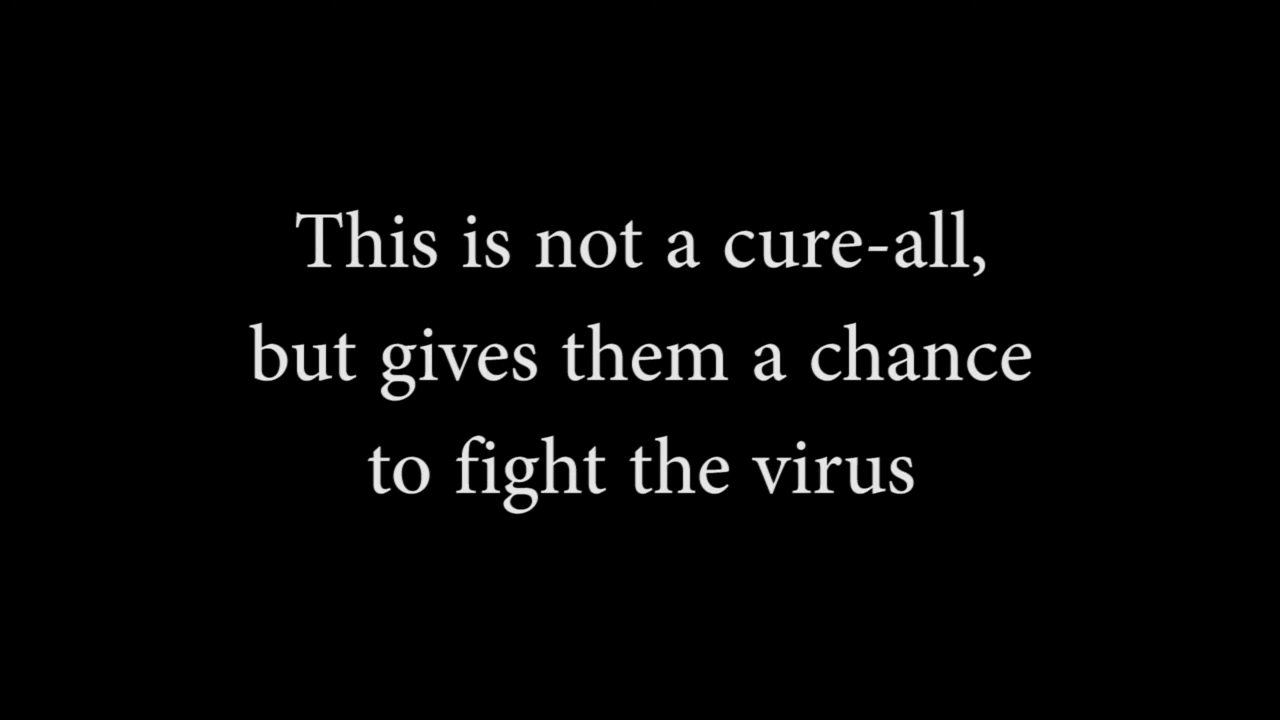 This is not a cure-all,
but gives them a chance
to fight the virus